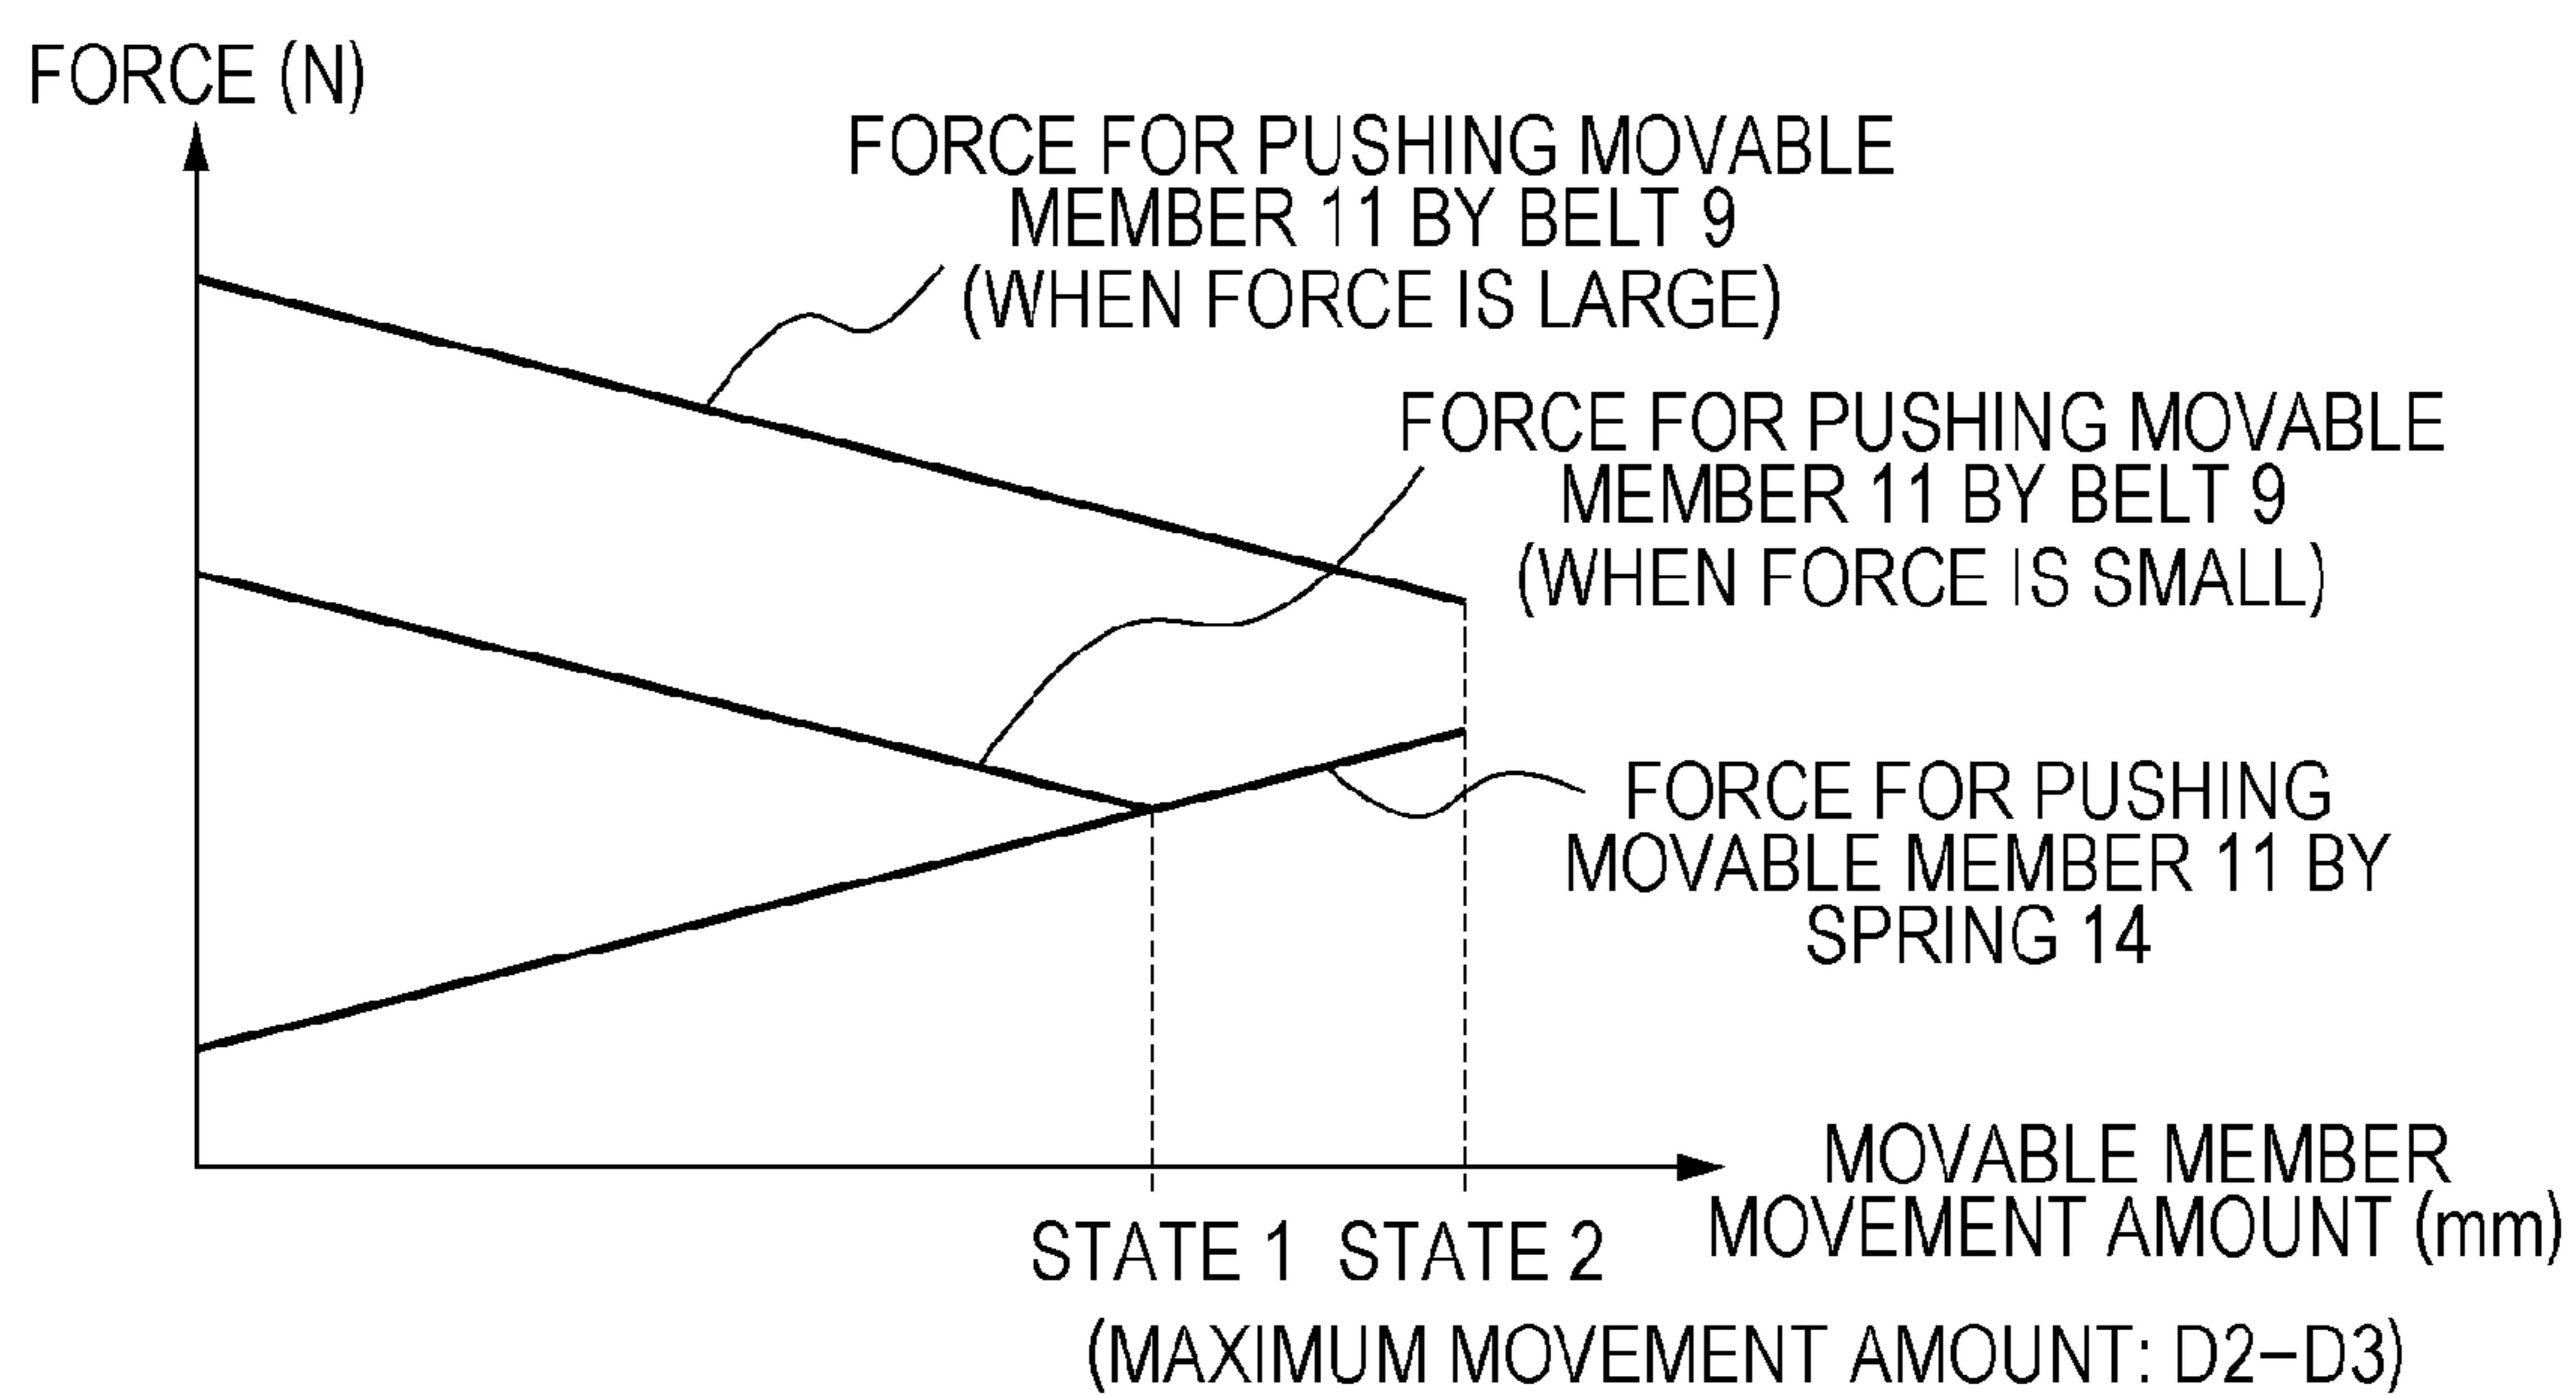 FORCE (N)
FORCE FOR PUSHING MOVABLE
MEMBER 11 BY BELT 9
(WHEN FORCE IS LARGE)
FORCE FOR PUSHING MOVABLE
MEMBER 11 BY BELT 9
(WHEN FORCE IS SMALL)
FORCE FOR PUSHING
MOVABLE MEMBER 11 BY
SPRING 14
MOVABLE MEMBER
MOVEMENT AMOUNT (mm)
STATE 1 STATE 2
(MAXIMUM MOVEMENT AMOUNT: D2–D3)